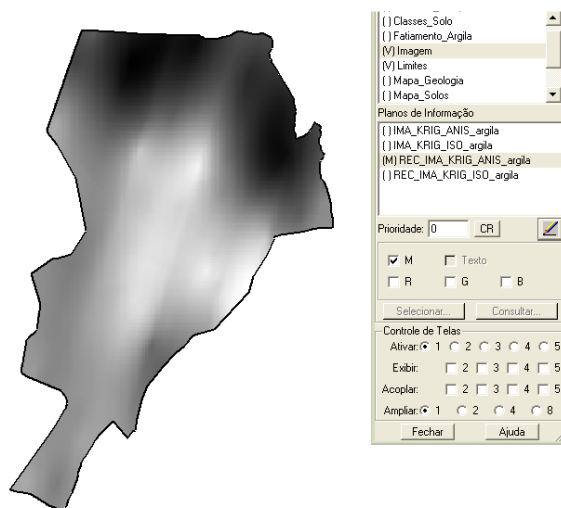 ( ) Classes_Solo
( ) Fatiamento_Argila
(V) Imagem
(V) Limites
( ) Mapa_Geologia
( ) Mapa_Solos
Planos de Informação
( ) IMA_KRIG_ANIS_argila
( ) IMA_KRIG_ISO_argila
(M) REC_IMA_KRIG_ANIS_argila
( ) REC_IMA_KRIG_ISO_argila
Prioridade: 0 CR
M Texto
R G B
Selecionar... Consultar...
Controle de Telas
Ativar: 1 2 3 4 5
Exibir: 2 3 4 5
Acoplar: 2 3 4 5
Ampliar: 1 2 4 8
Fechar Ajuda